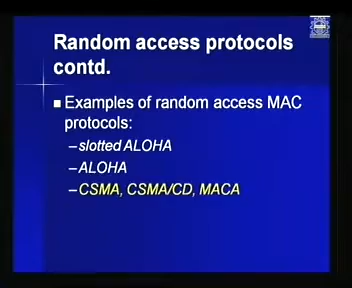 Random access protocols
contd.
Examples of random access MAC
protocols:
–slotted ALOHA
–ALOHA
–CSMA, CSMA/CD, MACA